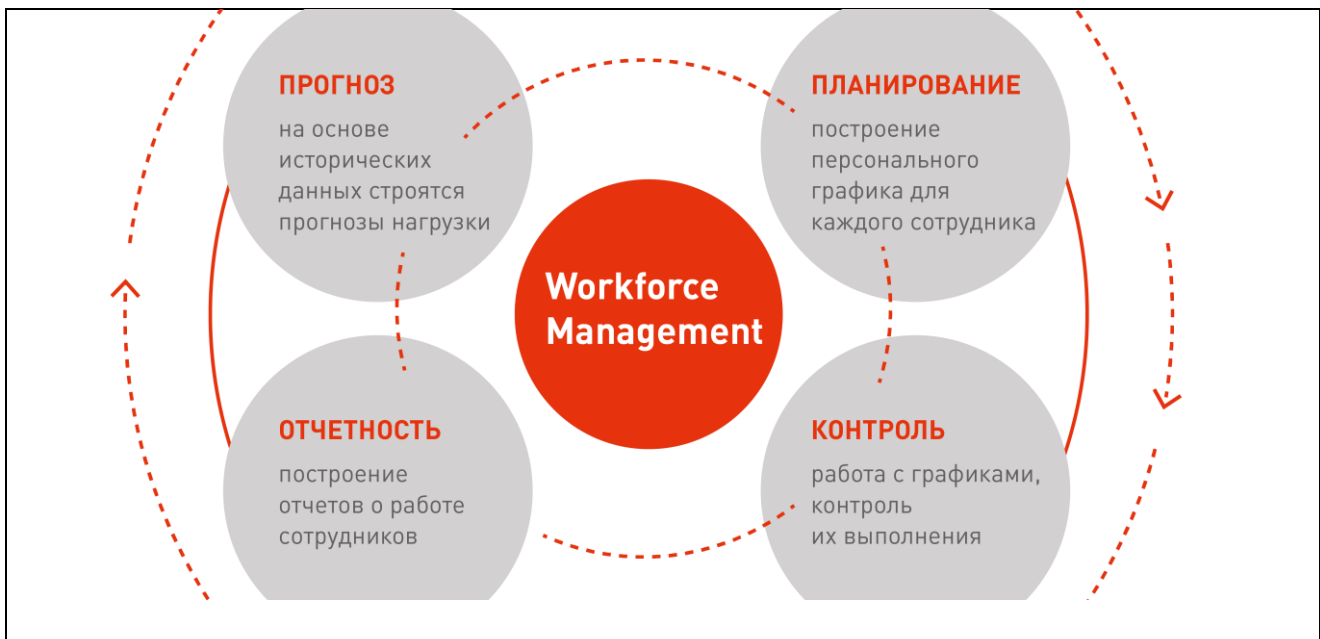 ПРОГНОЗ
на основе
исторических
данных строятся
прогнозы нагрузки
ПЛАНИРОВАНИЕ
построение
персонального
графика для
каждого сотрудника
Workforce
Management
ОТЧЕТНОСТЬ
построение
отчетов о работе
сотрудников
КОНТРОЛЬ
работа с графиками,
контроль
их выполнения